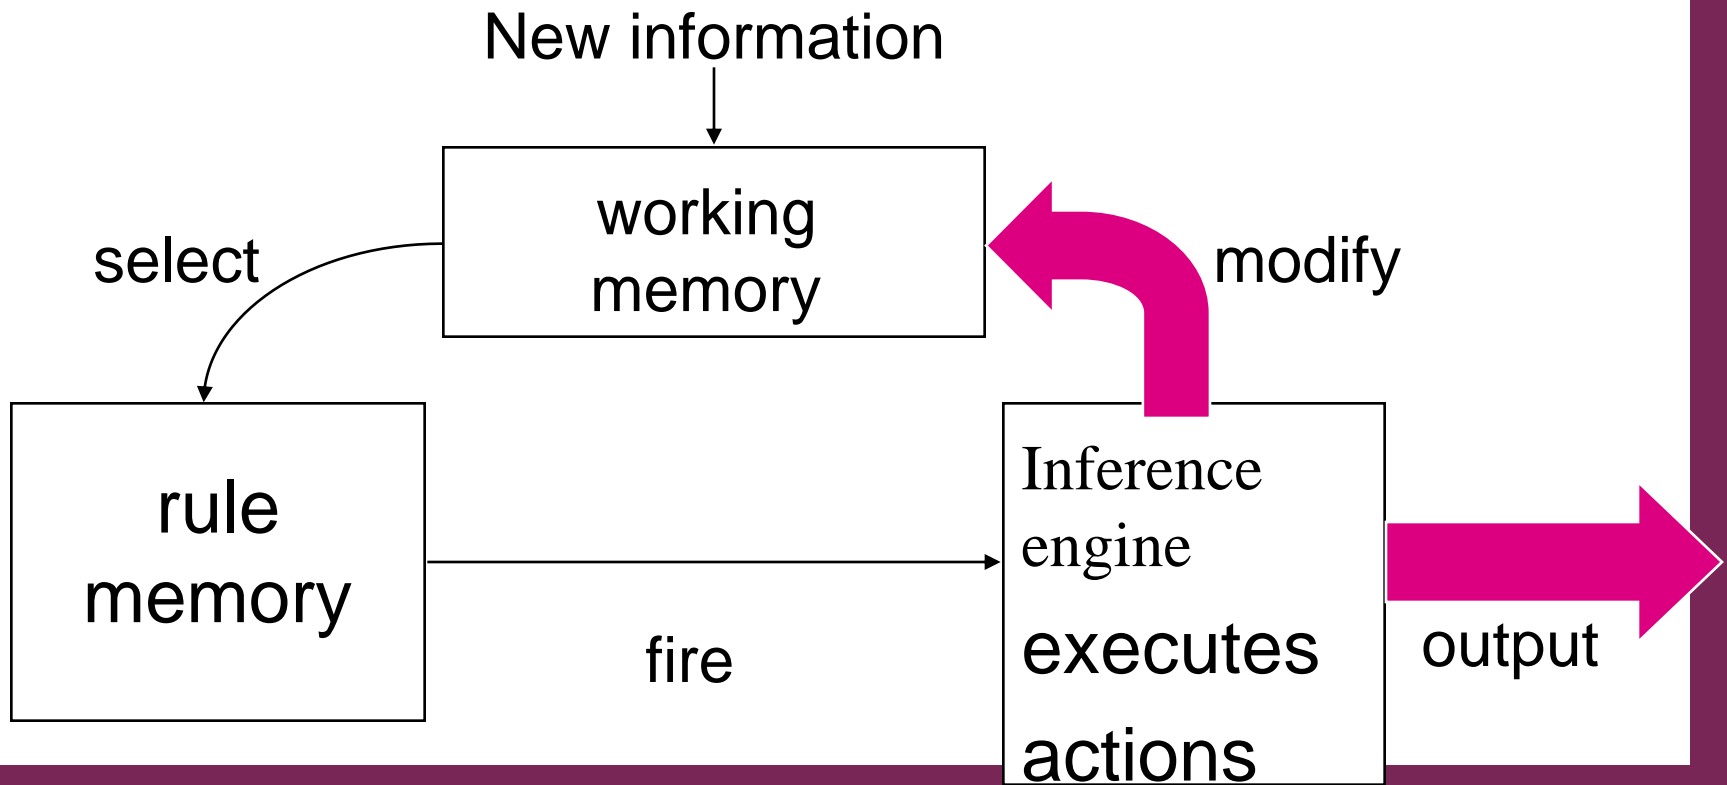 New information
working
memory
select
modify
rule
memory
fire
Inference
engine
executes
actions
output